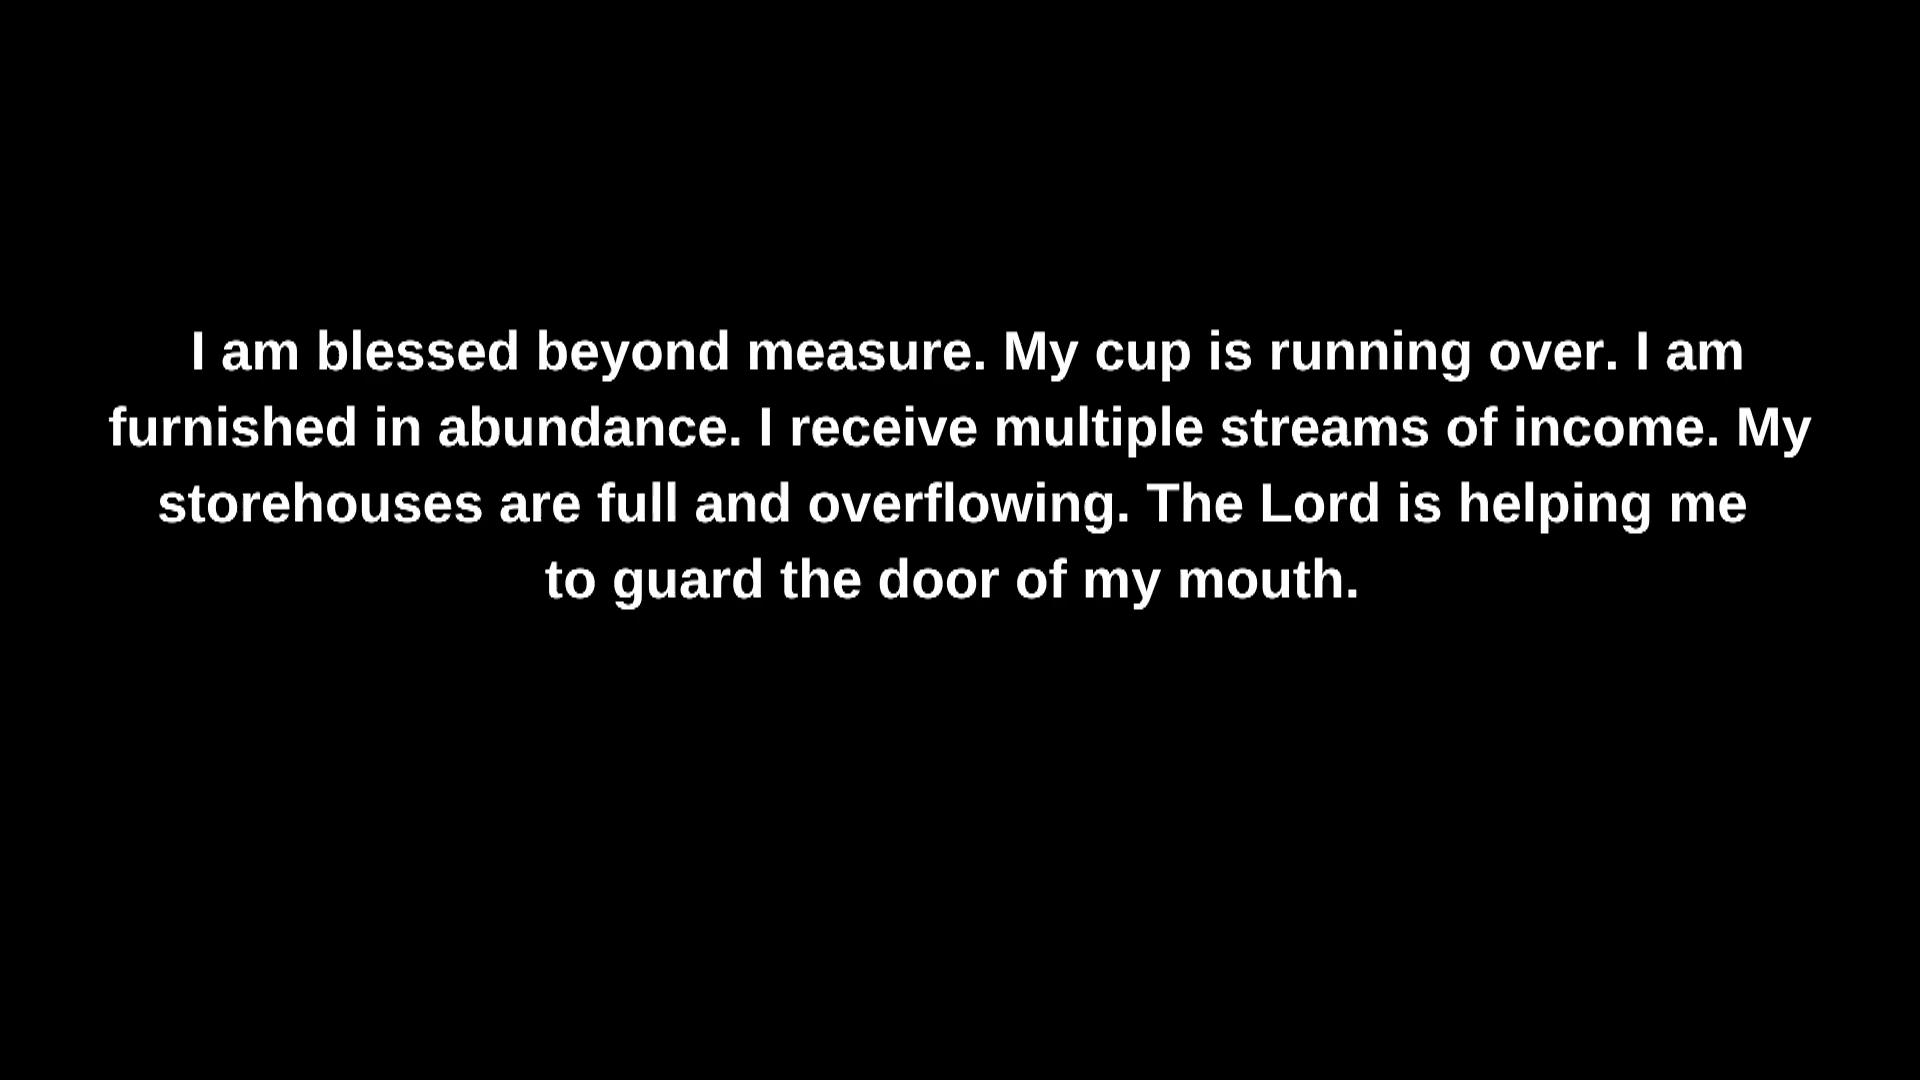 I am blessed beyond measure. My cup is running over. I am
furnished in abundance. I receive multiple streams of income. My
storehouses are full and overflowing. The Lord is helping me
to guard the door of my mouth.